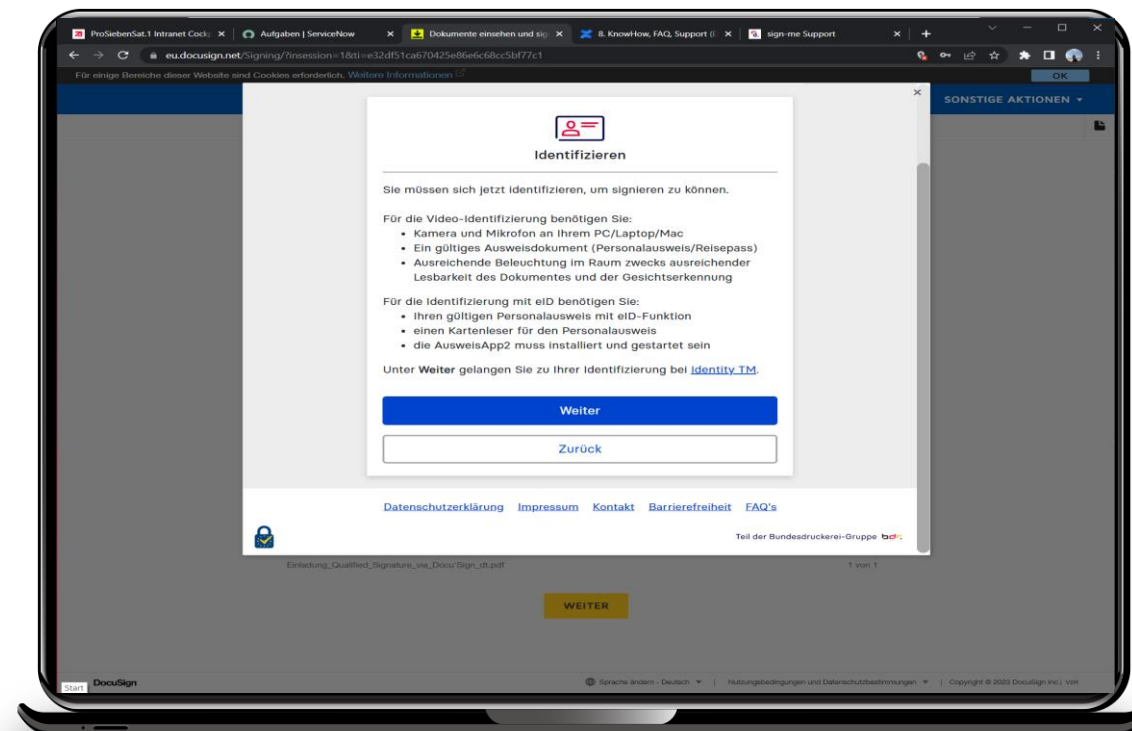 ProSiebenSat.1 Intranet Cockp
Aufgaben | ServiceNow
Dokumente einsehen und sig
8. KnowHow, FAQ, Support (F
sign-me Support
eu.docusign.net/Signing/?insession=1&ti=e32df51ca670425e86e6c68cc5bf77c1
Für einige Bereiche dieser Website sind Cookies erforderlich. Weitere Informationen
OK
SONSTIGE AKTIONEN
Identifizieren
Sie müssen sich jetzt identifizieren, um signieren zu können.
Für die Video-Identifizierung benötigen Sie:
• Kamera und Mikrofon an Ihrem PC/Laptop/Mac
• Ein gültiges Ausweisdokument (Personalausweis/Reisepass)
• Ausreichende Beleuchtung im Raum zwecks ausreichender
Lesbarkeit des Dokumentes und der Gesichtserkennung
Für die Identifizierung mit eID benötigen Sie:
• Ihren gültigen Personalausweis mit eID-Funktion
• einen Kartenleser für den Personalausweis
• die AusweisApp2 muss installiert und gestartet sein
Unter Weiter gelangen Sie zu Ihrer Identifizierung bei Identity TM.
Weiter
Zurück
Datenschutzerklärung Impressum Kontakt Barrierefreiheit FAQ's
Teil der Bundesdruckerei-Gruppe bdr.
Einladung_Qualified_Signature_via_Docu'Sign_dt.pdf 1 von 1
WEITER
Start
DocuSign
Sprache ändern - Deutsch | Nutzungsbedingungen und Datenschutzbestimmungen | Copyright © 2023 DocuSign Inc.